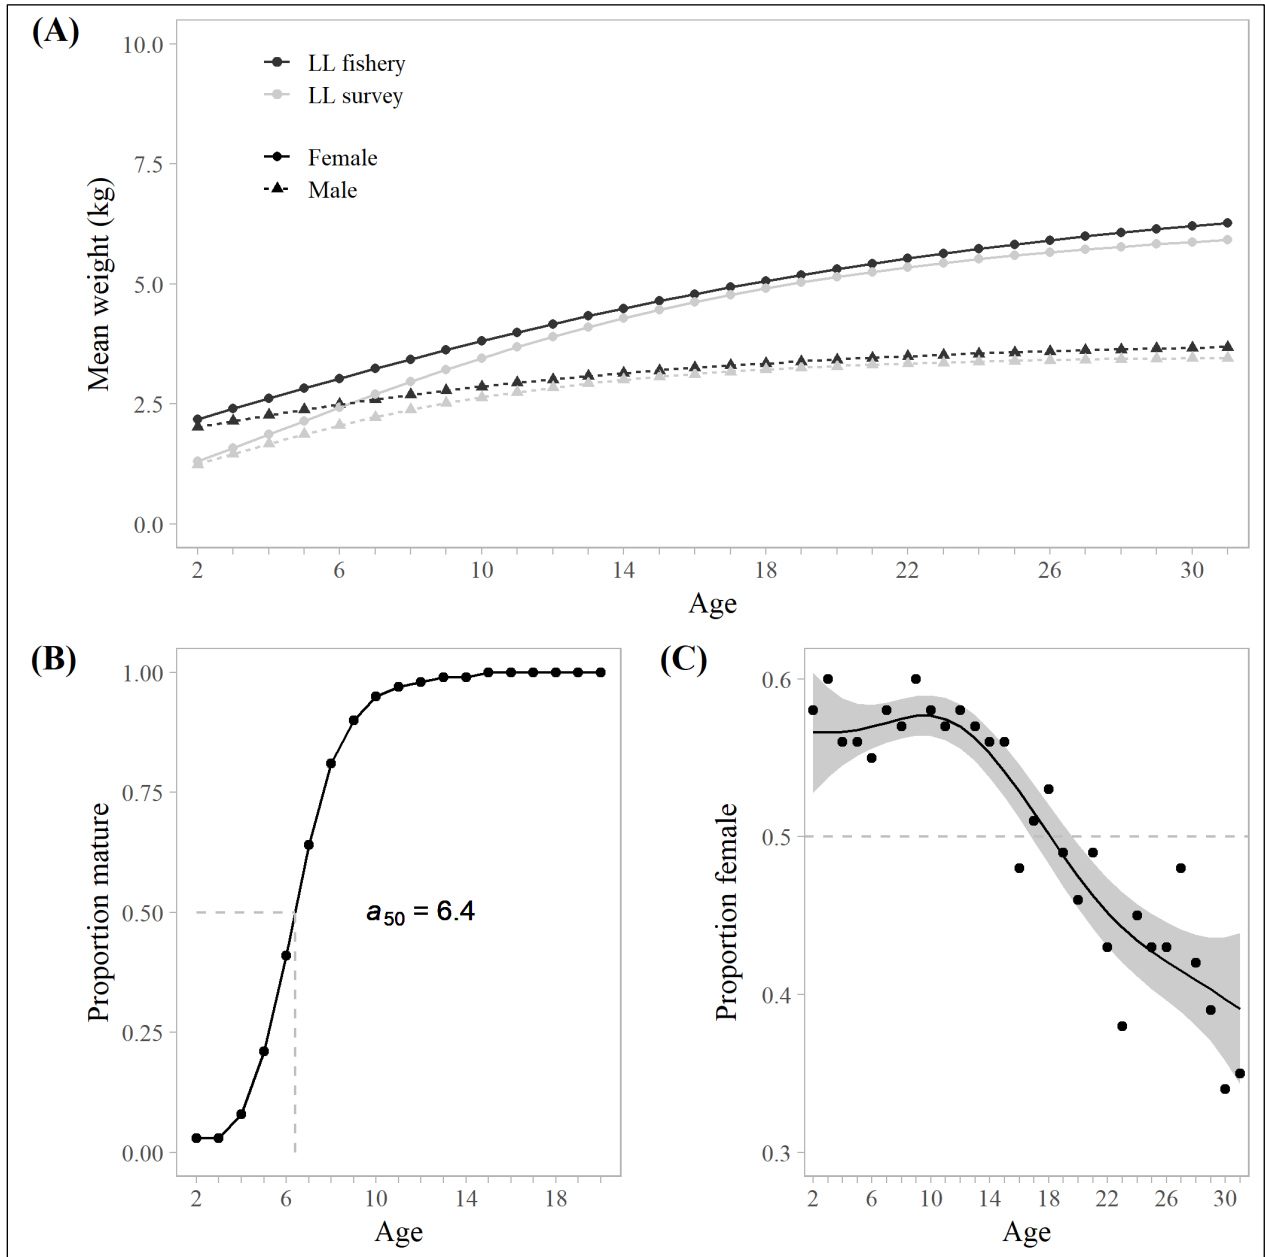 (A)
10.0
7.5
5.0
2.5
0.0
Mean weight (kg)
LL fishery
LL survey
Female
Male
2 6 10 14 18 22 26 30
Age
(B)
1.00
0.75
0.50
0.25
0.00
Proportion mature
a50 = 6.4
2 6 10 14 18
Age
(C)
0.6
0.5
0.4
0.3
Proportion female
2 6 10 14 18 22 26 30
Age